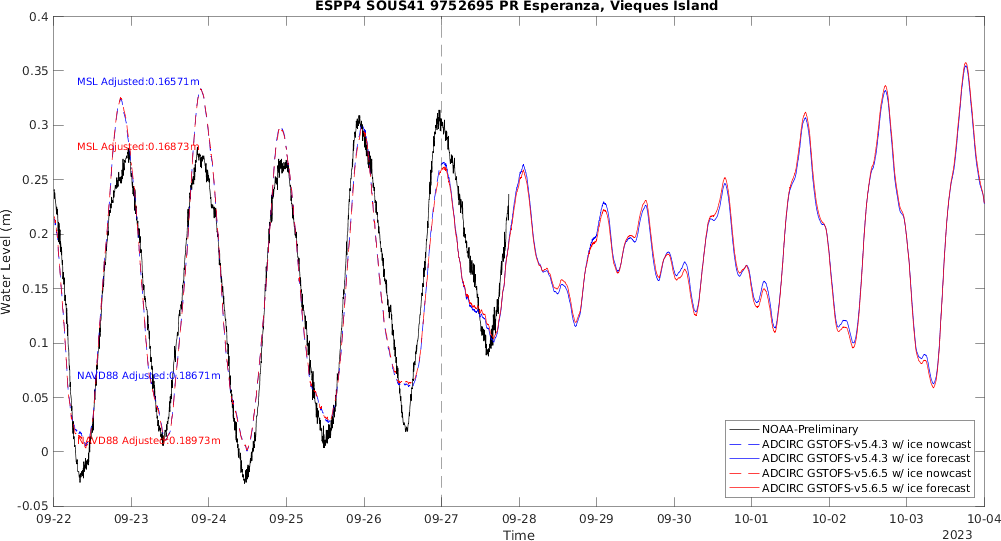 ESPP4 SOUS41 9752695 PR Esperanza, Vieques Island
0.4
0.35
0.3
0.25
0.2
0.15
0.1
0.05
0
-0.05
Water Level (m)
MSL Adjusted:0.16571m
MSL Adjusted:0.16873m
NAVD88 Adjusted:0.18671m
NAVD88 Adjusted:0.18973m
NOAA-Preliminary
ADCIRC GSTOFS-v5.4.3 w/ ice nowcast
ADCIRC GSTOFS-v5.4.3 w/ ice forecast
ADCIRC GSTOFS-v5.6.5 w/ ice nowcast
ADCIRC GSTOFS-v5.6.5 w/ ice forecast
09-22 09-23 09-24 09-25 09-26 09-27 09-28 09-29 09-30 10-01 10-02 10-03 10-04
Time
2023